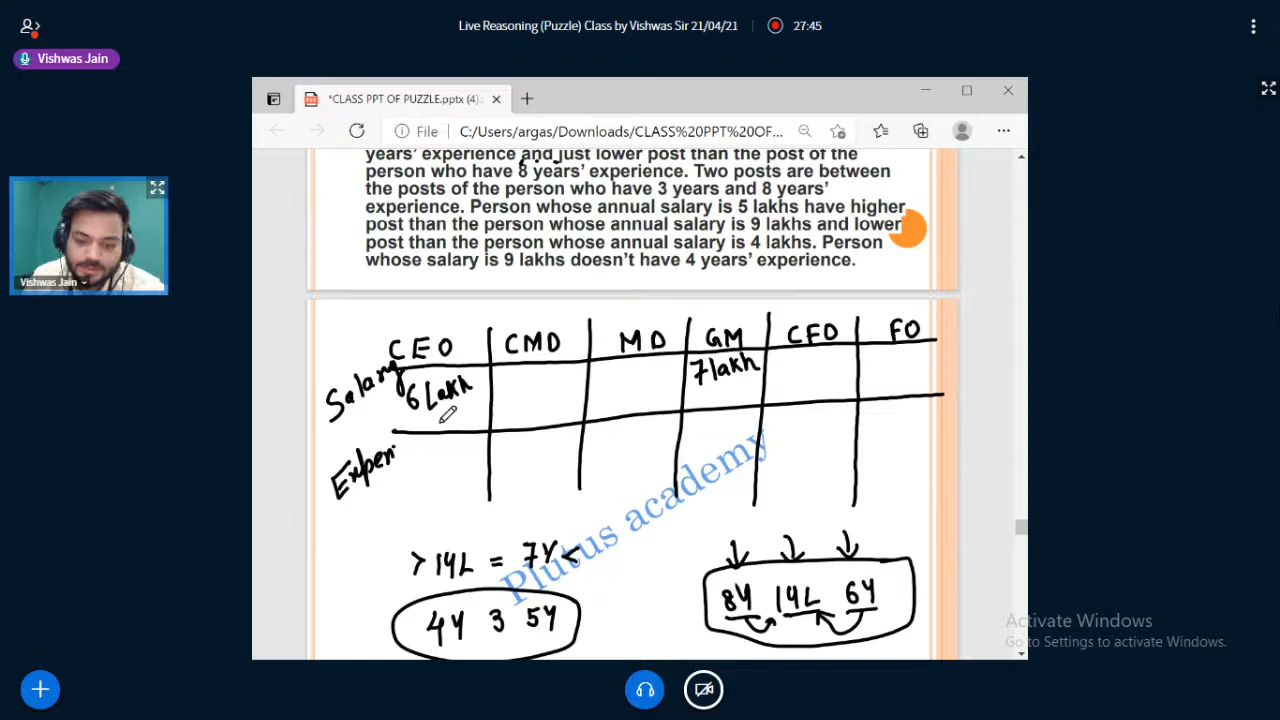 Live Reasoning (Puzzle) Class by Vishwas Sir 21/04/21 27:45
Vishwas Jain
*CLASS PPT OF PUZZLE.pptx (4)
File C:/Users/argas/Downloads/CLASS%20PPT%20OF...
years' experience and just lower post than the post of the
person who have 8 years' experience. Two posts are between
the posts of the person who have 3 years and 8 years'
experience. Person whose annual salary is 5 lakhs have higher
post than the person whose annual salary is 9 lakhs and lower
post than the person whose annual salary is 4 lakhs. Person
whose salary is 9 lakhs doesn't have 4 years' experience.
Vishwas Jain
CEO CMD MD GM CFO FO
Salary 6 Lakh 7 lakh
Experi
Plutus academy
> 14L = 7Y <
8Y 14L 6Y
4Y 3 5Y
Activate Windows
Go to Settings to activate Windows.